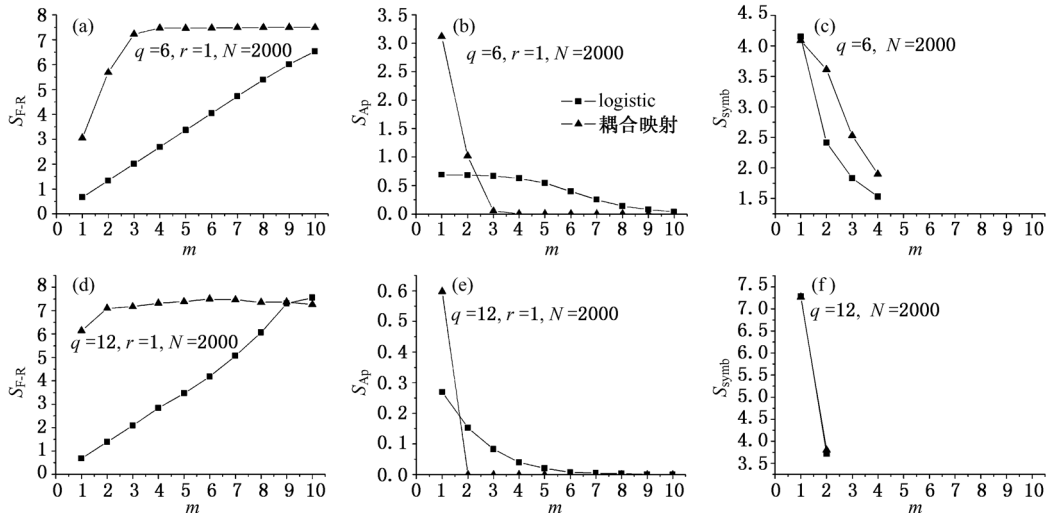 (a)
q=6, r=1, N=2000
S_F-R
8
7
6
5
4
3
2
1
0
0 1 2 3 4 5 6 7 8 9 10
m
(b)
q=6, r=1, N=2000
logistic
耦合映射
S_Ap
3.5
3.0
2.5
2.0
1.5
1.0
0.5
0.0
0 1 2 3 4 5 6 7 8 9 10
m
(c)
q=6, N=2000
S_symb
4.5
4.0
3.5
3.0
2.5
2.0
1.5
0 1 2 3 4 5 6 7 8 9 10
m
(d)
q=12, r=1, N=2000
S_F-R
8
7
6
5
4
3
2
1
0
0 1 2 3 4 5 6 7 8 9 10
m
(e)
q=12, r=1, N=2000
S_Ap
0.6
0.5
0.4
0.3
0.2
0.1
0.0
0 1 2 3 4 5 6 7 8 9 10
m
(f)
q=12, N=2000
S_symb
7.5
7.0
6.5
6.0
5.5
5.0
4.5
4.0
3.5
0 1 2 3 4 5 6 7 8 9 10
m